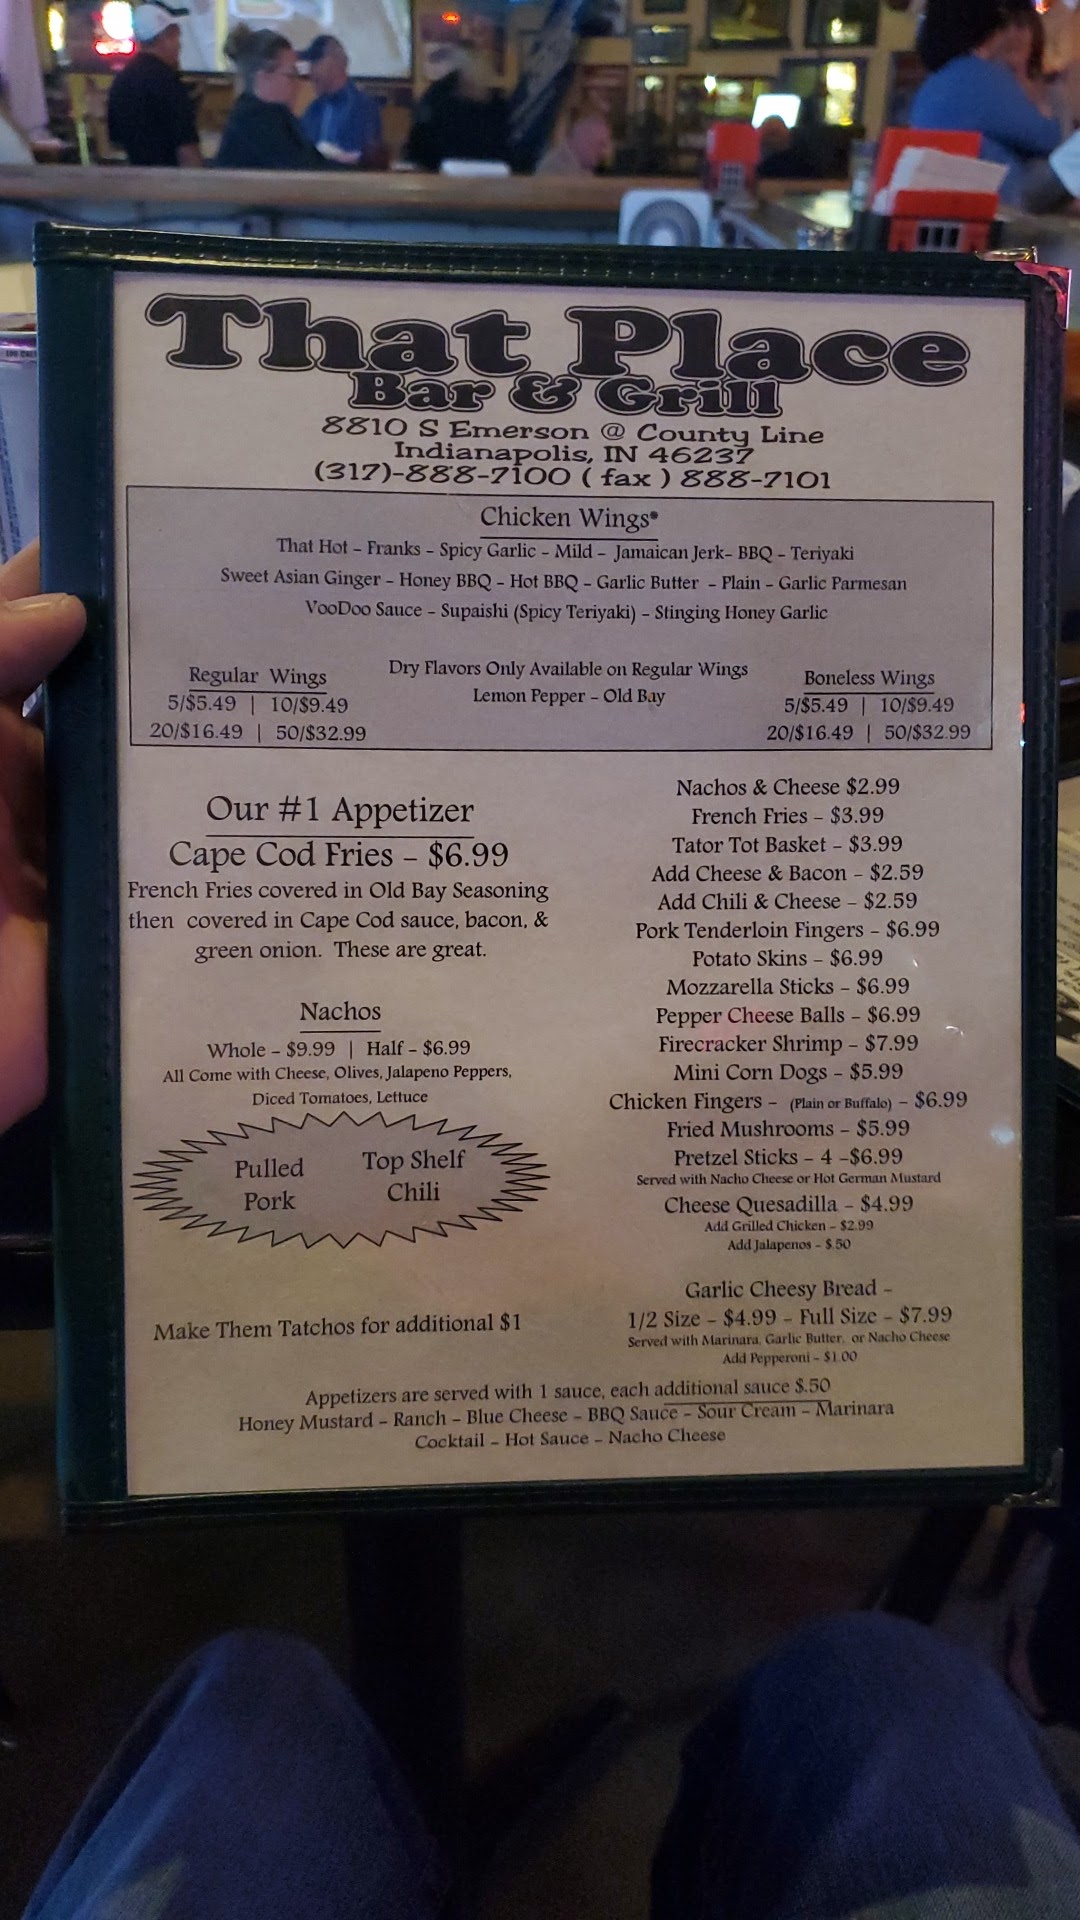 That Place
Bar & Grill
8810 S Emerson @ County Line
Indianapolis, IN 46237
(317)-888-7100 ( fax ) 888-7101
Chicken Wings*
That Hot – Franks – Spicy Garlic – Mild – Jamaican Jerk– BBQ – Teriyaki
Sweet Asian Ginger – Honey BBQ – Hot BBQ – Garlic Butter – Plain – Garlic Parmesan
VooDoo Sauce – Supaishi (Spicy Teriyaki) – Stinging Honey Garlic
Regular Wings
5/$5.49 | 10/$9.49
20/$16.49 | 50/$32.99
Dry Flavors Only Available on Regular Wings
Lemon Pepper – Old Bay
Boneless Wings
5/$5.49 | 10/$9.49
20/$16.49 | 50/$32.99
Our #1 Appetizer
Cape Cod Fries – $6.99
French Fries covered in Old Bay Seasoning
then covered in Cape Cod sauce, bacon, &
green onion. These are great.
Nachos
Whole – $9.99 | Half – $6.99
All Come with Cheese, Olives, Jalapeno Peppers,
Diced Tomatoes, Lettuce
Pulled
Pork
Top Shelf
Chili
Make Them Tatchos for additional $1
Nachos & Cheese $2.99
French Fries – $3.99
Tator Tot Basket – $3.99
Add Cheese & Bacon – $2.59
Add Chili & Cheese – $2.59
Pork Tenderloin Fingers – $6.99
Potato Skins – $6.99
Mozzarella Sticks – $6.99
Pepper Cheese Balls – $6.99
Firecracker Shrimp – $7.99
Mini Corn Dogs – $5.99
Chicken Fingers – (Plain or Buffalo) – $6.99
Fried Mushrooms – $5.99
Pretzel Sticks – 4 –$6.99
Served with Nacho Cheese or Hot German Mustard
Cheese Quesadilla – $4.99
Add Grilled Chicken – $2.99
Add Jalapenos – $.50
Garlic Cheesy Bread –
1/2 Size – $4.99 – Full Size – $7.99
Served with Marinara, Garlic Butter, or Nacho Cheese
Add Pepperoni – $1.00
Appetizers are served with 1 sauce, each additional sauce $.50
Honey Mustard – Ranch – Blue Cheese – BBQ Sauce – Sour Cream – Marinara
Cocktail – Hot Sauce – Nacho Cheese